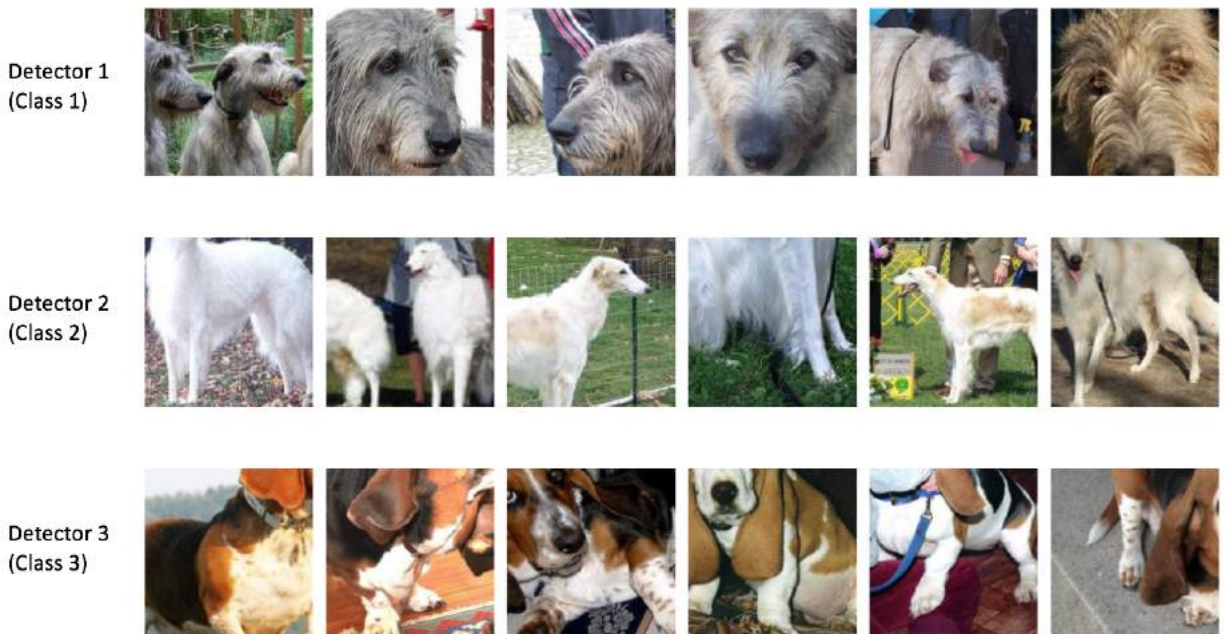 Detector 1
(Class 1)
Detector 2
(Class 2)
Detector 3
(Class 3)